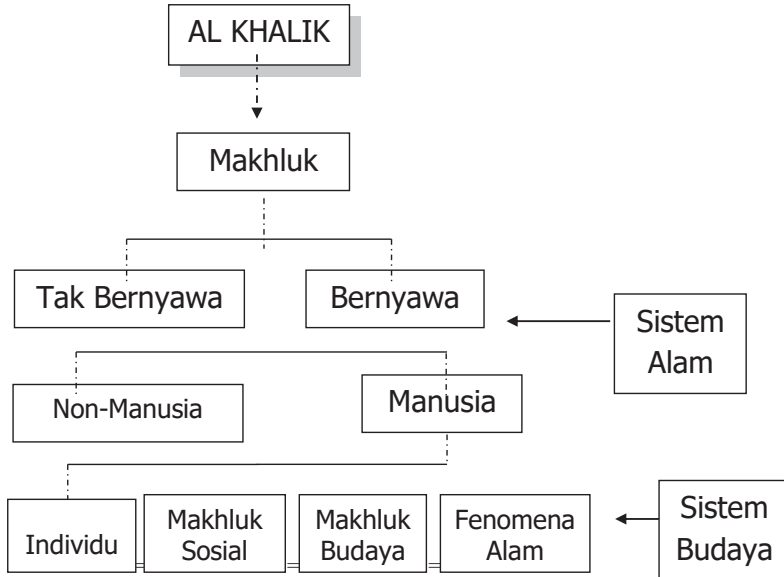 AL KHALIK
Makhluk
Tak Bernyawa
Bernyawa
Sistem
Alam
Non-Manusia
Manusia
Individu
Makhluk
Sosial
Makhluk
Budaya
Fenomena
Alam
Sistem
Budaya